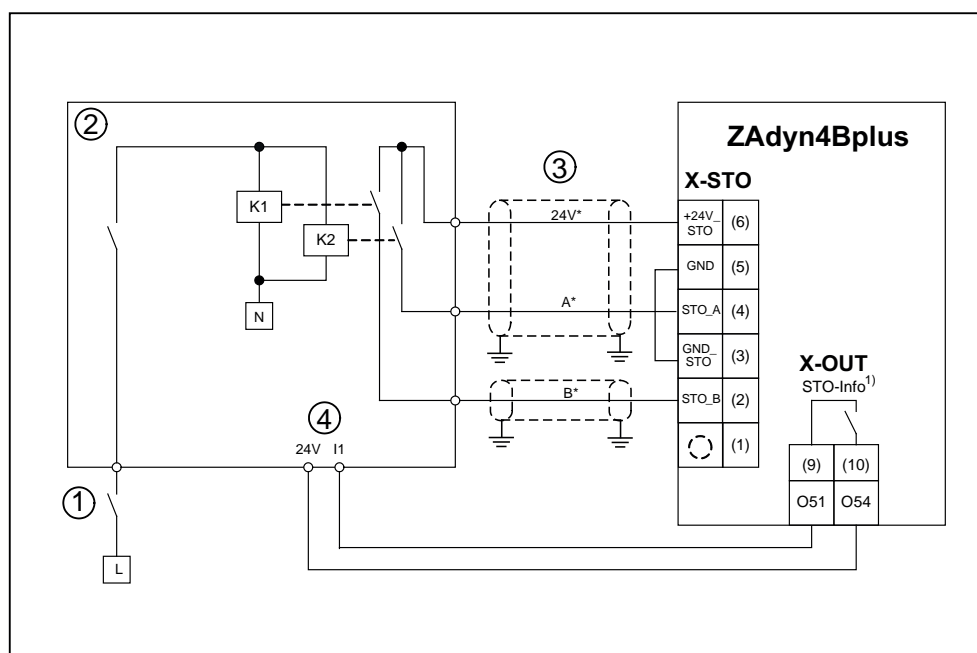 ②
ZAdyn4Bplus
③
X-STO
K1
24V*
+24V_
STO
(6)
K2
GND
(5)
N
A*
STO_A
(4)
GND_
STO
(3)
X-OUT
STO-Info1)
B*
STO_B
(2)
④
24V
I1
(1)
(9)
(10)
①
O51
O54
L